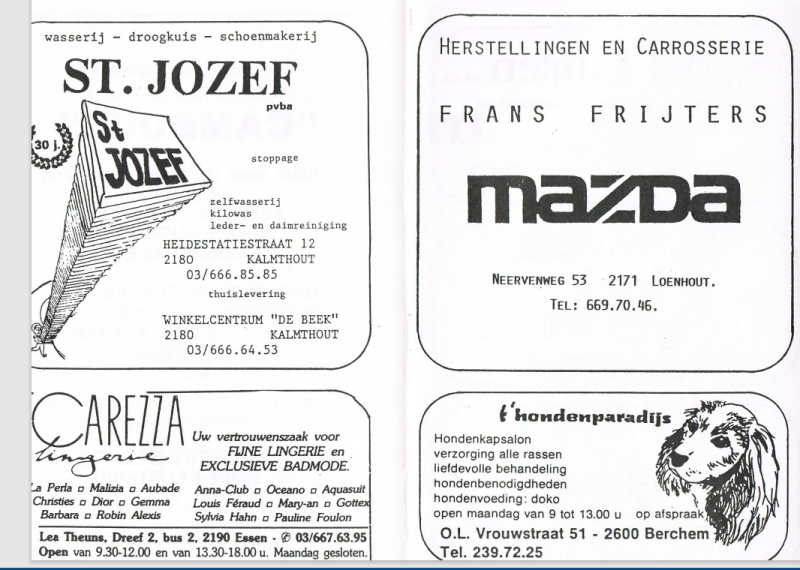 wasserij - droogkuis - schoenmakerij
ST. JOZEF
pvba
St
JOZEF
30 j.
stoppage
zelfwasserij
kilowas
leder- en daimreiniging
HEIDESTATIESTRAAT 12
2180 KALMTHOUT
03/666.85.85
thuislevering
WINKELCENTRUM "DE BEEK"
2180 KALMTHOUT
03/666.64.53
CAREZZA
lingerie
Uw vertrouwenszaak voor
FIJNE LINGERIE en
EXCLUSIEVE BADMODE.
La Perla ▫ Malizia ▫ Aubade
Christies ▫ Dior ▫ Gemma
Barbara ▫ Robin Alexis
Anna-Club ▫ Oceano ▫ Aquasuit
Louis Féraud ▫ Mary-an ▫ Gottex
Sylvia Hahn ▫ Pauline Foulon
Lea Theuns, Dreef 2, bus 2, 2190 Essen - ✆ 03/667.63.95
Open van 9.30-12.00 en van 13.30-18.00 u. Maandag gesloten.
HERSTELLINGEN EN CARROSSERIE
FRANS FRIJTERS
mazda
NEERVENWEG 53 2171 LOENHOUT.
TEL: 669.70.46.
t'hondenparadijs
Hondenkapsalon
verzorging alle rassen
liefdevolle behandeling
hondenbenodigdheden
hondenvoeding: doko
open maandag van 9 tot 13.00 u op afspraak
O.L. Vrouwstraat 51 - 2600 Berchem
Tel. 239.72.25